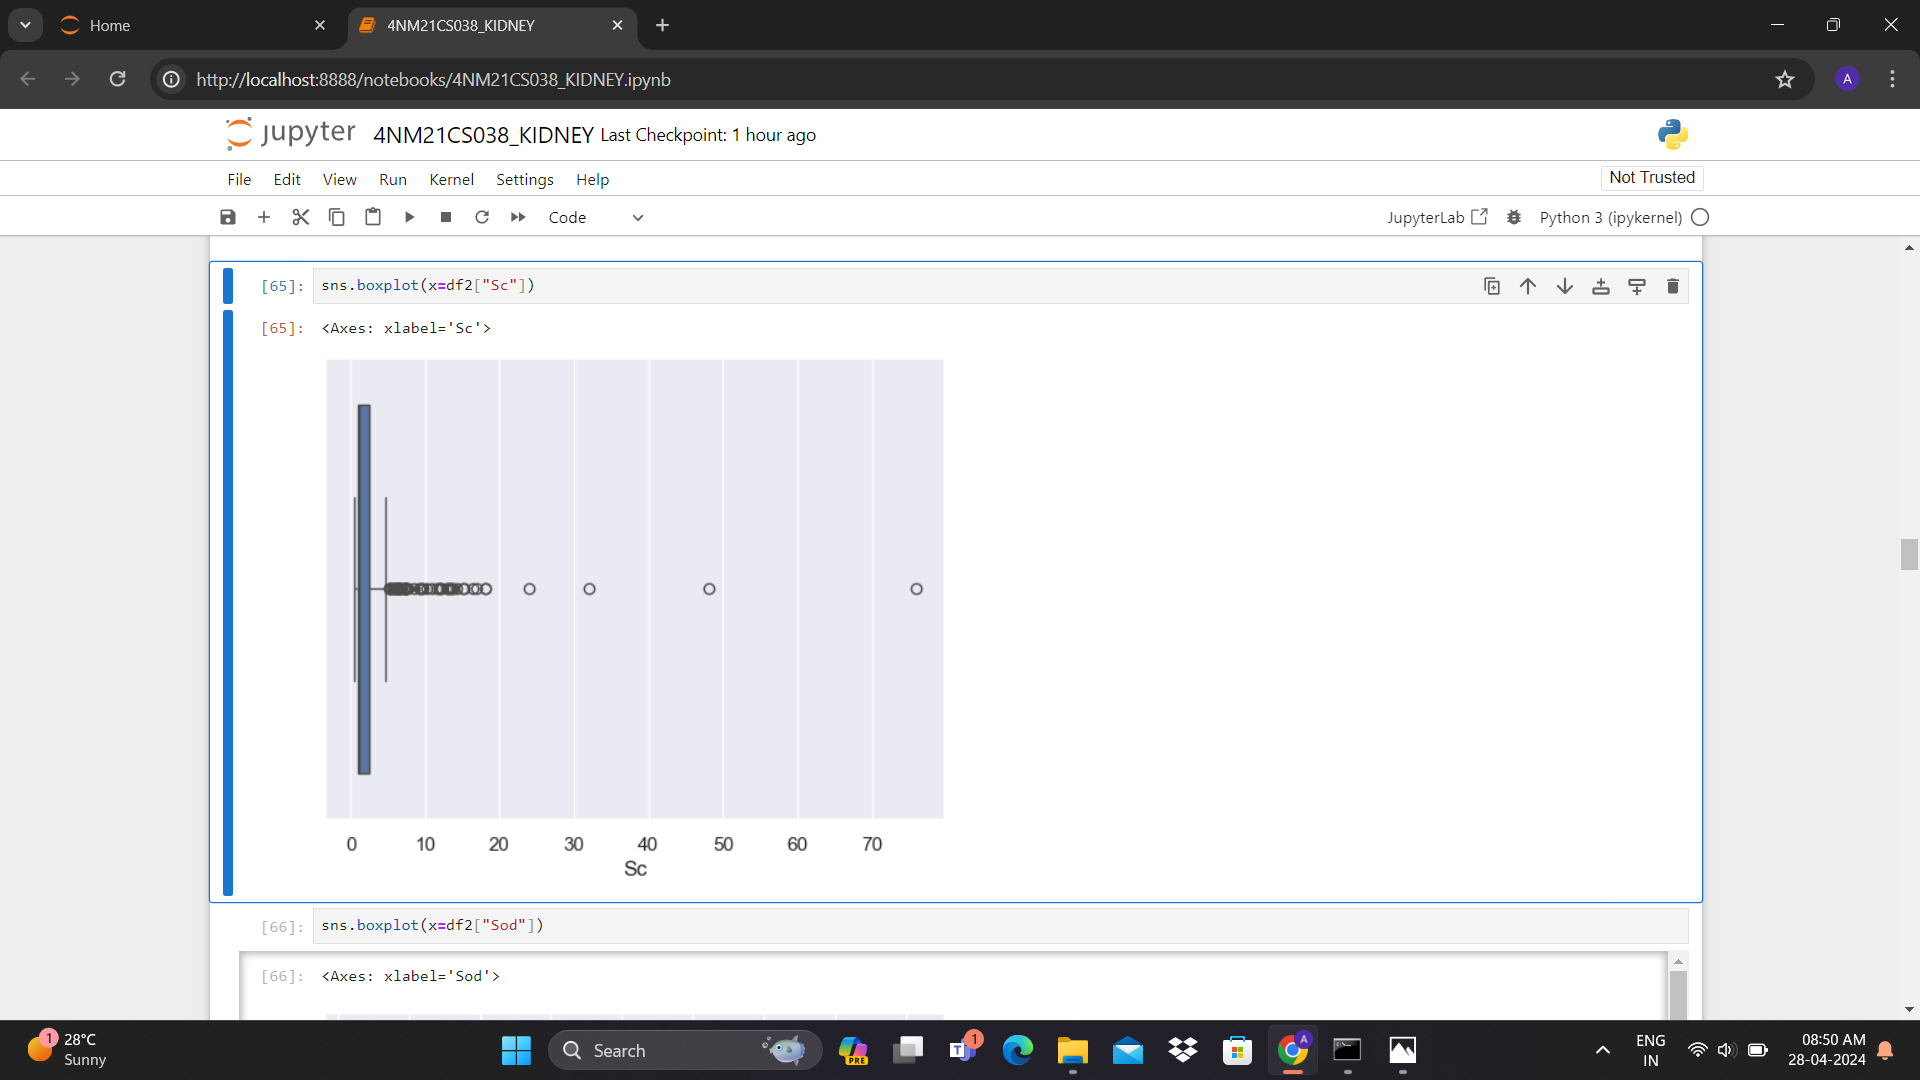 Home
4NM21CS038_KIDNEY
http://localhost:8888/notebooks/4NM21CS038_KIDNEY.ipynb
A
jupyter 4NM21CS038_KIDNEY Last Checkpoint: 1 hour ago
File Edit View Run Kernel Settings Help
Not Trusted
Code
JupyterLab
Python 3 (ipykernel)
[65]: sns.boxplot(x=df2["Sc"])
[65]: <Axes: xlabel='Sc'>
0 10 20 30 40 50 60 70
Sc
[66]: sns.boxplot(x=df2["Sod"])
[66]: <Axes: xlabel='Sod'>
1
28°C
Sunny
Search
PRE
T
1
A
ENG
IN
08:50 AM
28-04-2024